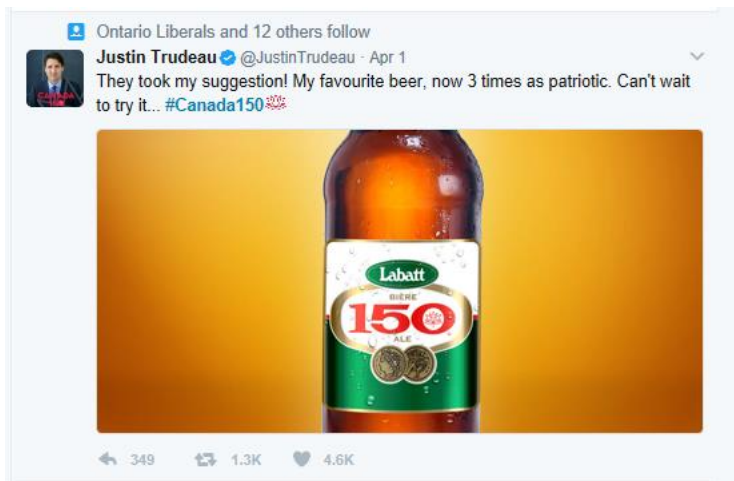 Ontario Liberals and 12 others follow
Justin Trudeau @JustinTrudeau · Apr 1
They took my suggestion! My favourite beer, now 3 times as patriotic. Can't wait
to try it... #Canada150
CANADA
Labatt
BIÈRE
150
ALE
349 1.3K 4.6K